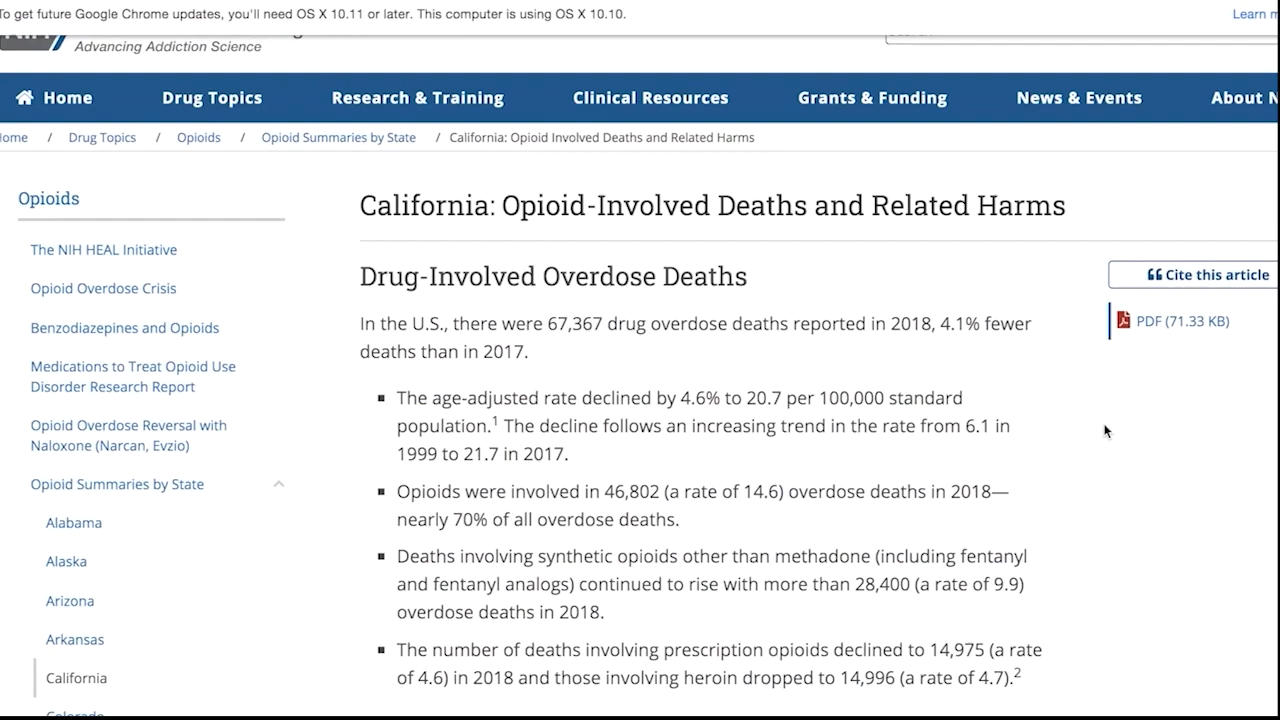 To get future Google Chrome updates, you'll need OS X 10.11 or later. This computer is using OS X 10.10.
Learn
Advancing Addiction Science
Home
Drug Topics
Research & Training
Clinical Resources
Grants & Funding
News & Events
About
Home / Drug Topics / Opioids / Opioid Summaries by State / California: Opioid Involved Deaths and Related Harms
Opioids
The NIH HEAL Initiative
Opioid Overdose Crisis
Benzodiazepines and Opioids
Medications to Treat Opioid Use
Disorder Research Report
Opioid Overdose Reversal with
Naloxone (Narcan, Evzio)
Opioid Summaries by State
Alabama
Alaska
Arizona
Arkansas
California
Colorado
California: Opioid-Involved Deaths and Related Harms
Drug-Involved Overdose Deaths
In the U.S., there were 67,367 drug overdose deaths reported in 2018, 4.1% fewer
deaths than in 2017.
The age-adjusted rate declined by 4.6% to 20.7 per 100,000 standard
population.1 The decline follows an increasing trend in the rate from 6.1 in
1999 to 21.7 in 2017.
Opioids were involved in 46,802 (a rate of 14.6) overdose deaths in 2018—
nearly 70% of all overdose deaths.
Deaths involving synthetic opioids other than methadone (including fentanyl
and fentanyl analogs) continued to rise with more than 28,400 (a rate of 9.9)
overdose deaths in 2018.
The number of deaths involving prescription opioids declined to 14,975 (a rate
of 4.6) in 2018 and those involving heroin dropped to 14,996 (a rate of 4.7).2
Cite this article
PDF (71.33 KB)